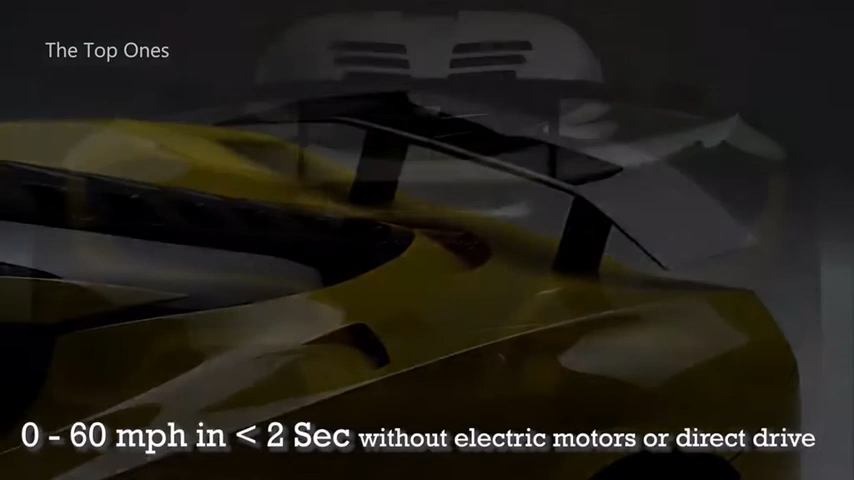 The Top Ones
0 - 60 mph in < 2 Sec without electric motors or direct drive